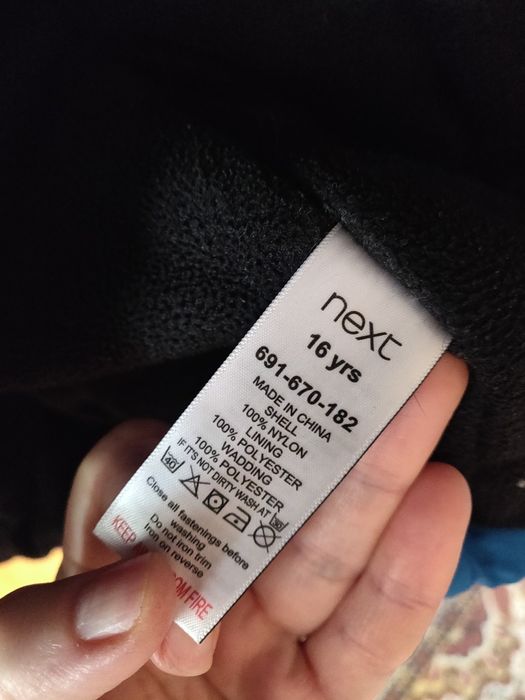 next
16 yrs
691-670-182
MADE IN CHINA
SHELL
100% NYLON
LINING
100% POLYESTER
WADDING
100% POLYESTER
IF IT'S NOT DIRTY WASH AT 30
40
Close all fastenings before
washing
Do not iron trim
Iron on reverse
KEEP FIRE